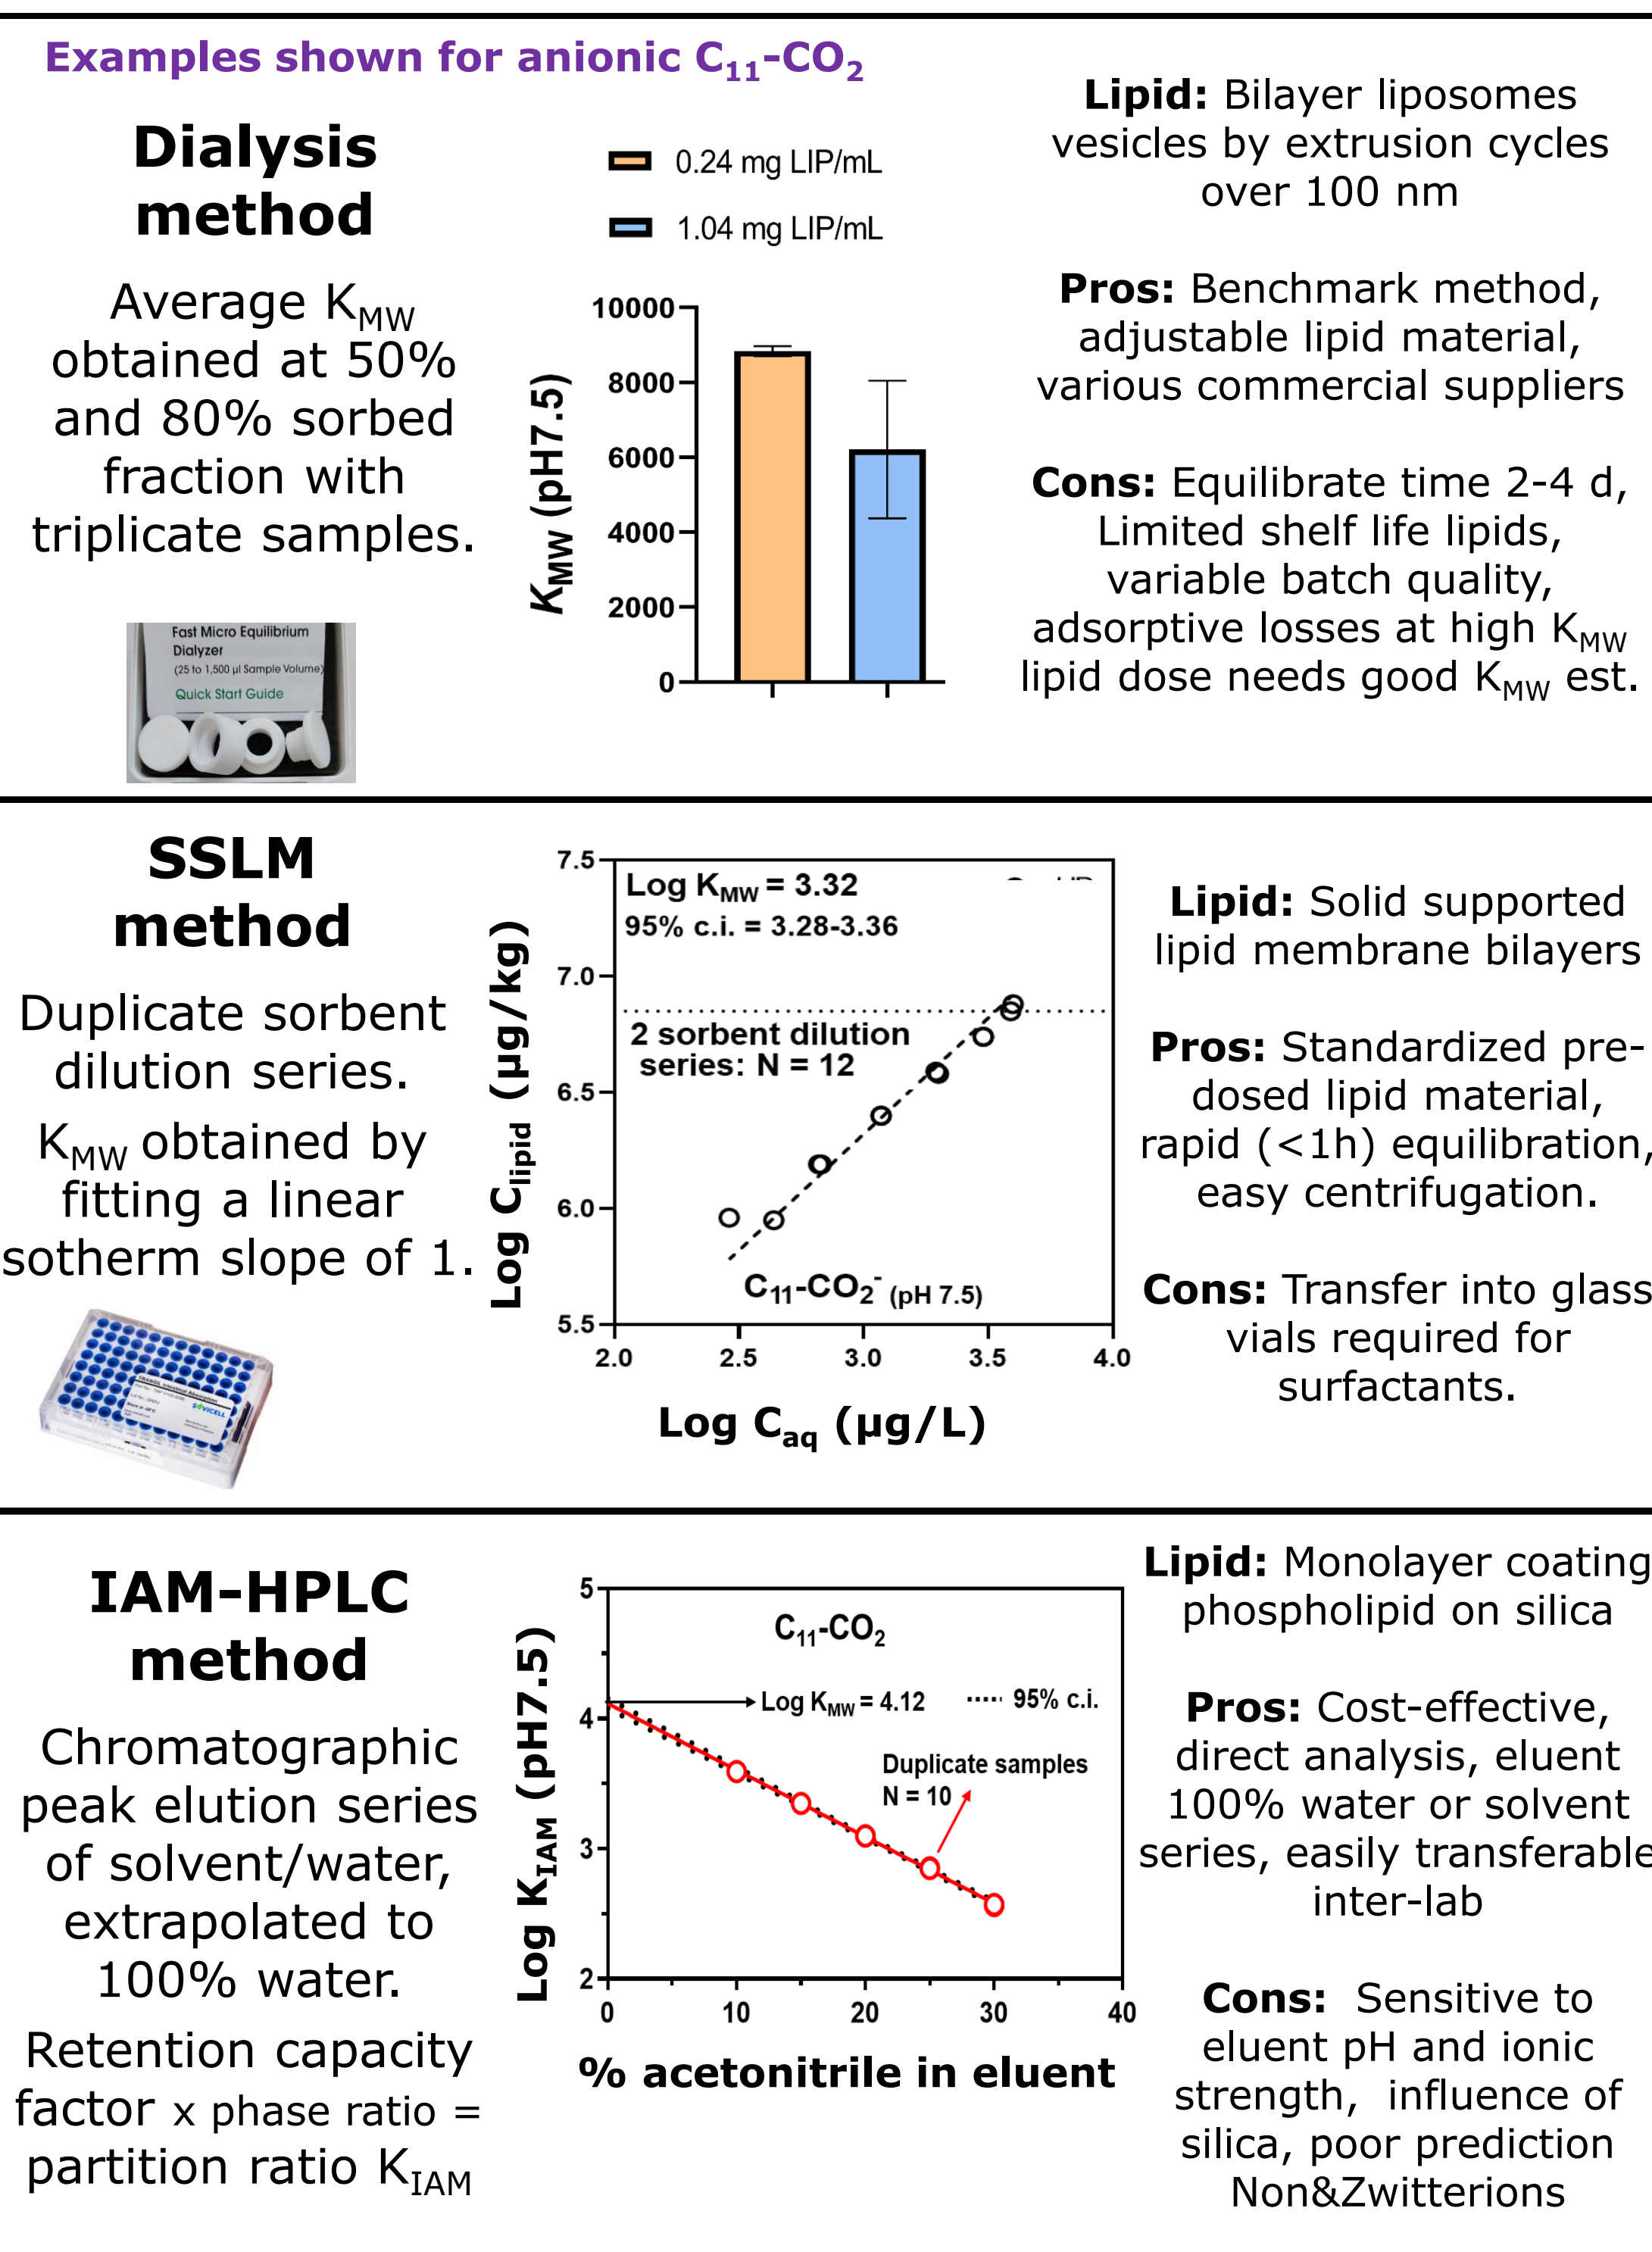 Examples shown for anionic C11-CO2
Dialysis
method
Average KMW
obtained at 50%
and 80% sorbed
fraction with
triplicate samples.
Fast Micro Equilibrium
Dialyzer
(25 to 1,500 µl Sample Volume)
Quick Start Guide
0.24 mg LIP/mL
1.04 mg LIP/mL
KMW (pH7.5)
10000
8000
6000
4000
2000
0
Lipid: Bilayer liposomes
vesicles by extrusion cycles
over 100 nm
Pros: Benchmark method,
adjustable lipid material,
various commercial suppliers
Cons: Equilibrate time 2-4 d,
Limited shelf life lipids,
variable batch quality,
adsorptive losses at high KMW
lipid dose needs good KMW est.
SSLM
method
Duplicate sorbent
dilution series.
KMW obtained by
fitting a linear
sotherm slope of 1.
SOVICELL
Log Clipid (µg/kg)
7.5
7.0
6.5
6.0
5.5
Log KMW = 3.32
95% c.i. = 3.28-3.36
2 sorbent dilution
series: N = 12
C11-CO2- (pH 7.5)
2.0 2.5 3.0 3.5 4.0
Log Caq (µg/L)
Lipid: Solid supported
lipid membrane bilayers
Pros: Standardized pre-
dosed lipid material,
rapid (<1h) equilibration,
easy centrifugation.
Cons: Transfer into glass
vials required for
surfactants.
IAM-HPLC
method
Chromatographic
peak elution series
of solvent/water,
extrapolated to
100% water.
Retention capacity
factor x phase ratio =
partition ratio KIAM
Log KIAM (pH7.5)
5
4
3
2
C11-CO2
Log KMW = 4.12
95% c.i.
Duplicate samples
N = 10
0 10 20 30 40
% acetonitrile in eluent
Lipid: Monolayer coating
phospholipid on silica
Pros: Cost-effective,
direct analysis, eluent
100% water or solvent
series, easily transferable
inter-lab
Cons: Sensitive to
eluent pH and ionic
strength, influence of
silica, poor prediction
Non&Zwitterions